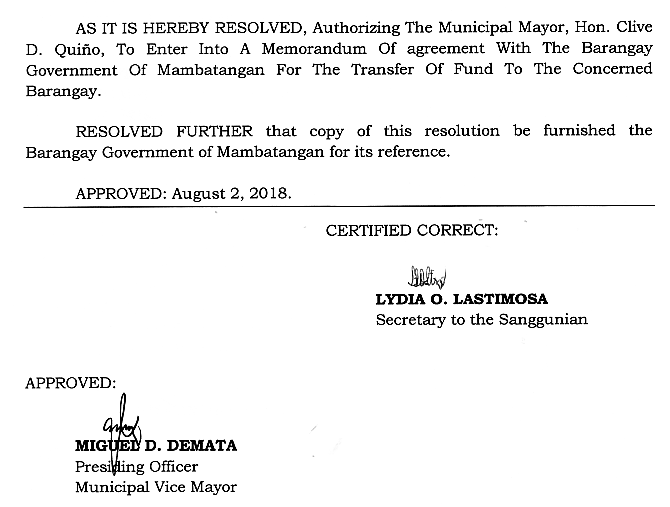 AS IT IS HEREBY RESOLVED, Authorizing The Municipal Mayor, Hon. Clive
D. Quiño, To Enter Into A Memorandum Of agreement With The Barangay
Government Of Mambatangan For The Transfer Of Fund To The Concerned
Barangay.
RESOLVED FURTHER that copy of this resolution be furnished the
Barangay Government of Mambatangan for its reference.
APPROVED: August 2, 2018.
CERTIFIED CORRECT:
LYDIA O. LASTIMOSA
Secretary to the Sanggunian
APPROVED:
MIGUEL D. DEMATA
Presiding Officer
Municipal Vice Mayor